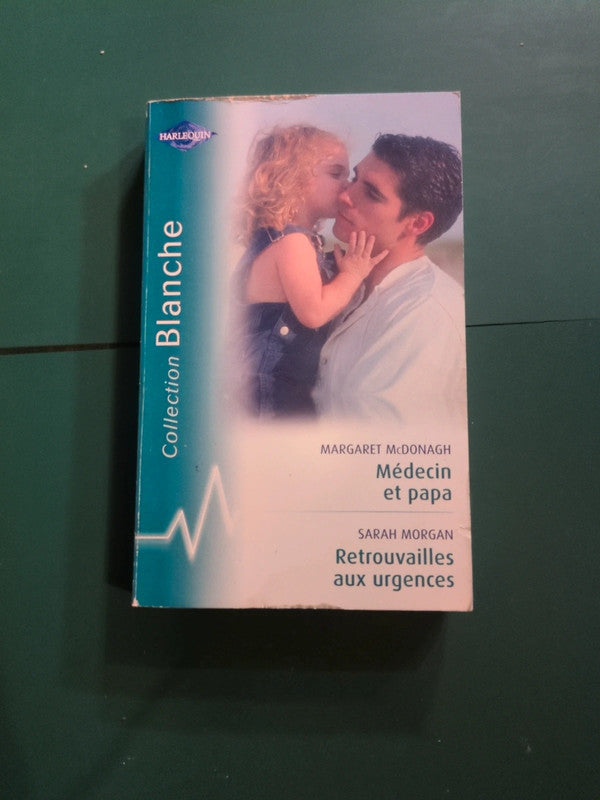 HARLEQUIN
Collection Blanche
MARGARET McDONAGH
Médecin
et papa
SARAH MORGAN
Retrouvailles
aux urgences